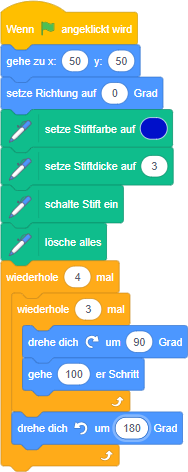 Wenn angeklickt wird
gehe zu x: 50 y: 50
setze Richtung auf 0 Grad
setze Stiftfarbe auf
setze Stiftdicke auf 3
schalte Stift ein
lösche alles
wiederhole 4 mal
wiederhole 3 mal
drehe dich um 90 Grad
gehe 100 er Schritt
drehe dich um 180 Grad